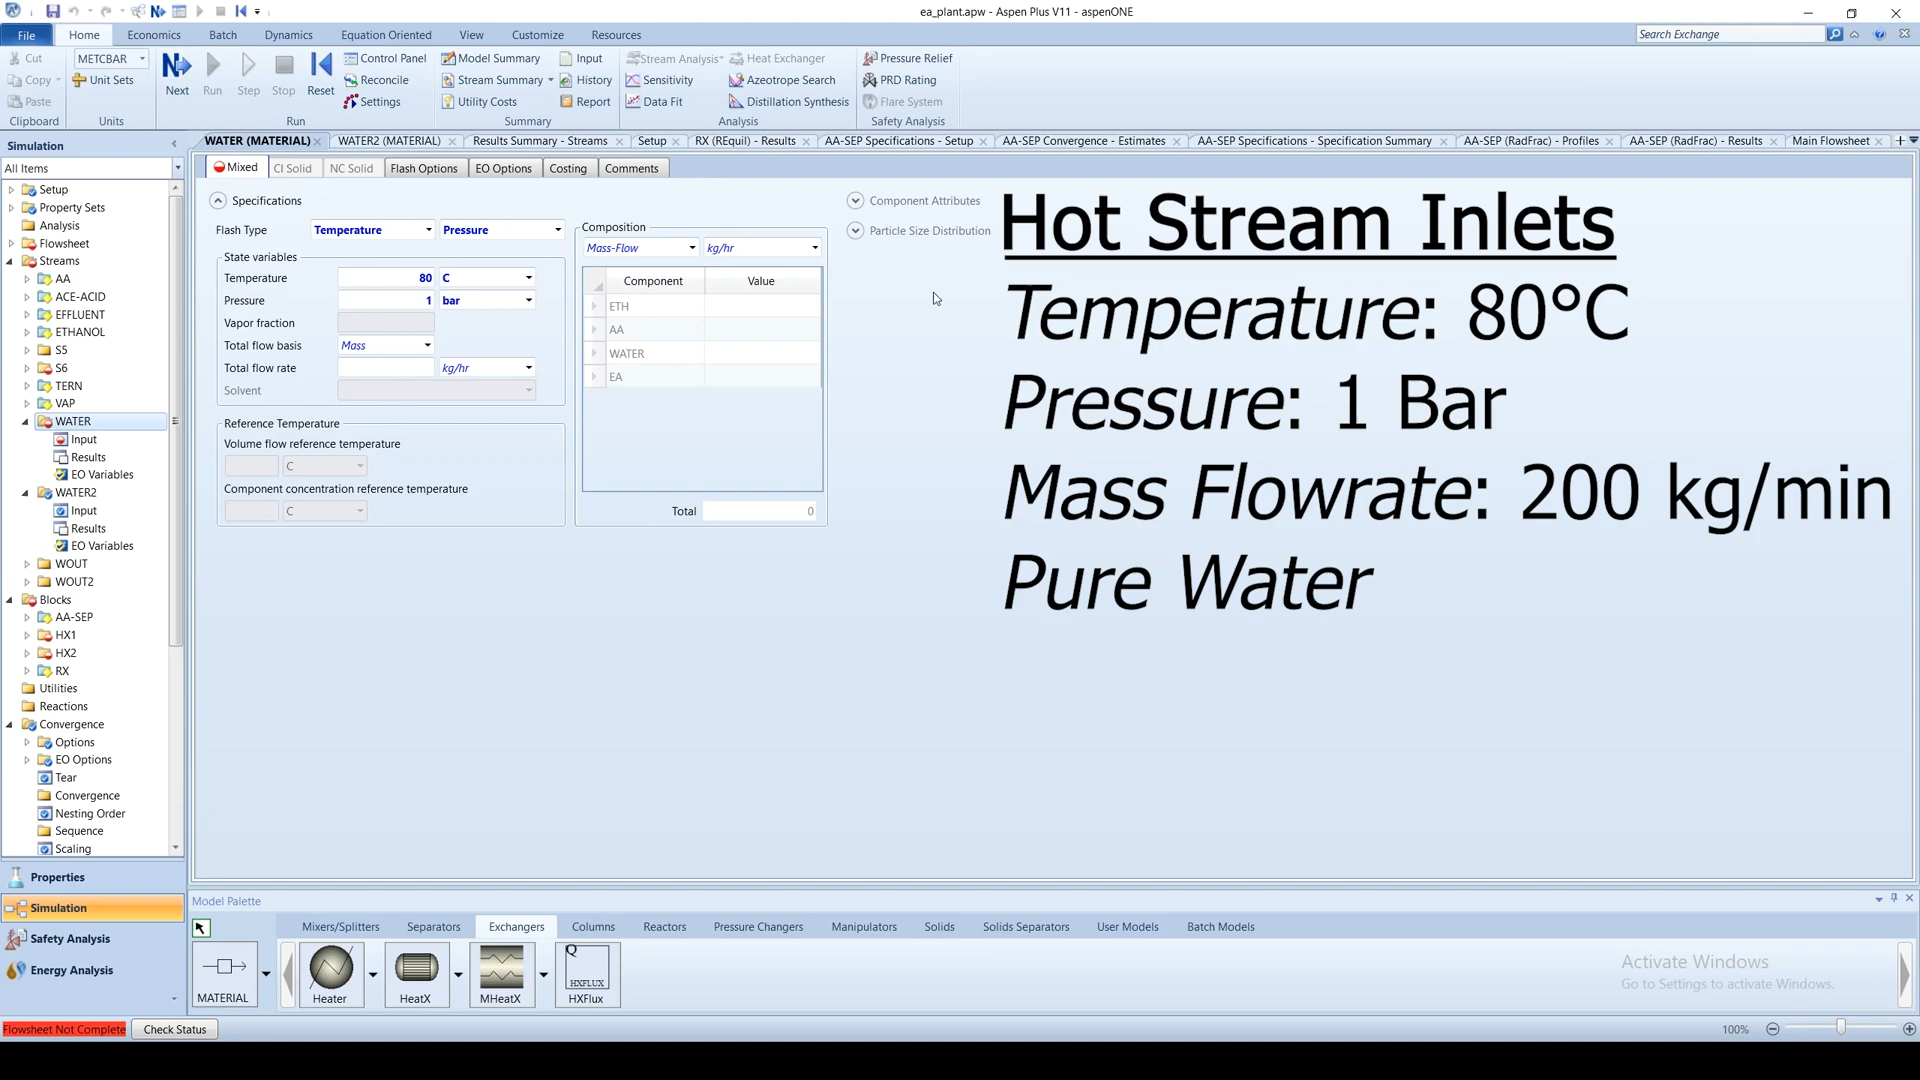 ea_plant.apw - Aspen Plus V11 - aspenONE
File Home Economics Batch Dynamics Equation Oriented View Customize Resources Search Exchange
Cut METCBAR Control Panel Model Summary Input Stream Analysis Heat Exchanger Pressure Relief
Copy Unit Sets Next Run Step Stop Reset Reconcile Stream Summary History Sensitivity Azeotrope Search PRD Rating
Paste Settings Utility Costs Report Data Fit Distillation Synthesis Flare System
Clipboard Units Run Summary Analysis Safety Analysis
Simulation
WATER (MATERIAL) WATER2 (MATERIAL) Results Summary - Streams Setup RX (REquil) - Results AA-SEP Specifications - Setup AA-SEP Convergence - Estimates AA-SEP Specifications - Specification Summary AA-SEP (RadFrac) - Profiles AA-SEP (RadFrac) - Results Main Flowsheet
All Items
Mixed CI Solid NC Solid Flash Options EO Options Costing Comments
Setup
Property Sets
Analysis
Flowsheet
Streams
AA
ACE-ACID
EFFLUENT
ETHANOL
S5
S6
TERN
VAP
WATER
Input
Results
EO Variables
WATER2
Input
Results
EO Variables
WOUT
WOUT2
Blocks
AA-SEP
HX1
HX2
RX
Utilities
Reactions
Convergence
Options
EO Options
Tear
Convergence
Nesting Order
Sequence
Scaling
Properties
Simulation
Safety Analysis
Energy Analysis
Specifications
Flash Type Temperature Pressure
State variables
Temperature 80 C
Pressure 1 bar
Vapor fraction
Total flow basis Mass
Total flow rate kg/hr
Solvent
Reference Temperature
Volume flow reference temperature
C
Component concentration reference temperature
C
Composition
Mass-Flow kg/hr
Component Value
ETH
AA
WATER
EA
Total 0
Component Attributes
Particle Size Distribution
Hot Stream Inlets
Temperature: 80°C
Pressure: 1 Bar
Mass Flowrate: 200 kg/min
Pure Water
Model Palette
Mixers/Splitters Separators Exchangers Columns Reactors Pressure Changers Manipulators Solids Solids Separators User Models Batch Models
Q
HXFLUX
MATERIAL Heater HeatX MHeatX HXFlux
Activate Windows
Go to Settings to activate Windows.
Flowsheet Not Complete Check Status 100%